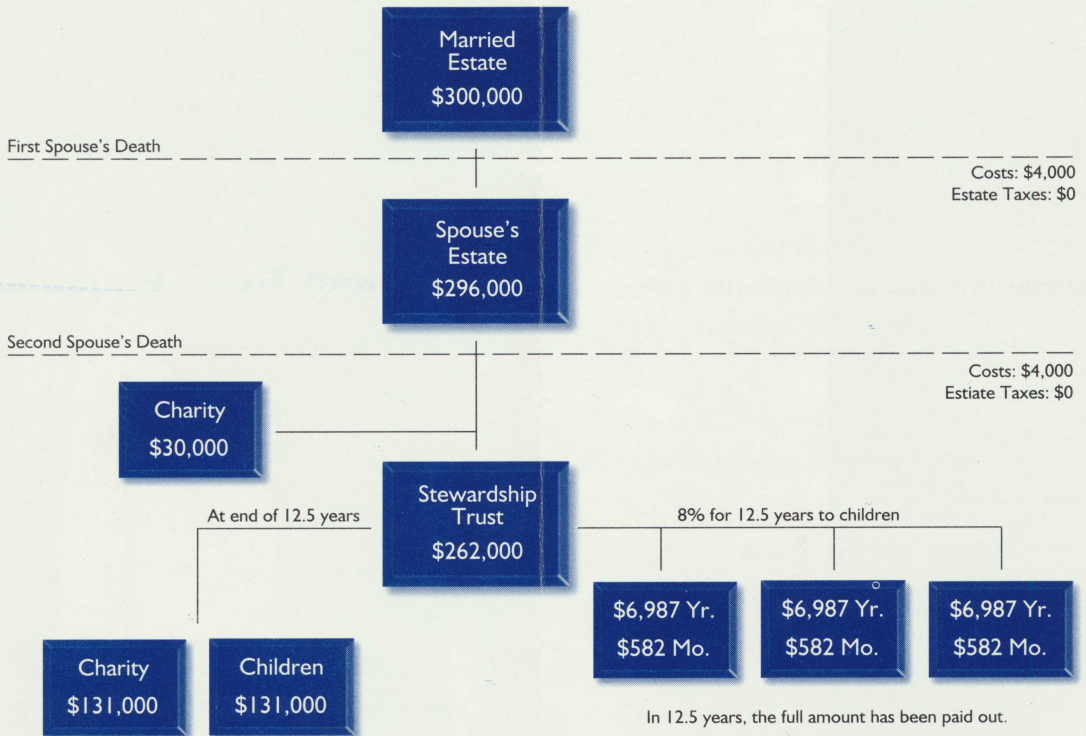 Married
Estate
$300,000
First Spouse's Death
Costs: $4,000
Estate Taxes: $0
Spouse's
Estate
$296,000
Second Spouse's Death
Costs: $4,000
Estiate Taxes: $0
Charity
$30,000
Stewardship
Trust
$262,000
At end of 12.5 years
8% for 12.5 years to children
$6,987 Yr.
$582 Mo.
$6,987 Yr.
$582 Mo.
$6,987 Yr.
$582 Mo.
Charity
$131,000
Children
$131,000
In 12.5 years, the full amount has been paid out.